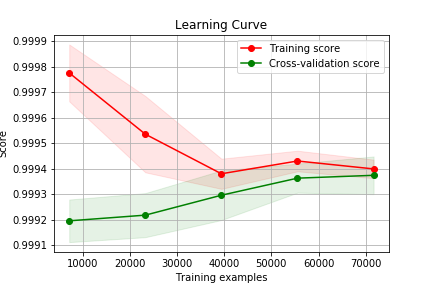 Learning Curve
0.9999
0.9998
0.9997
0.9996
0.9995
0.9994
0.9993
0.9992
0.9991
Score
Training score
Cross-validation score
10000 20000 30000 40000 50000 60000 70000
Training examples